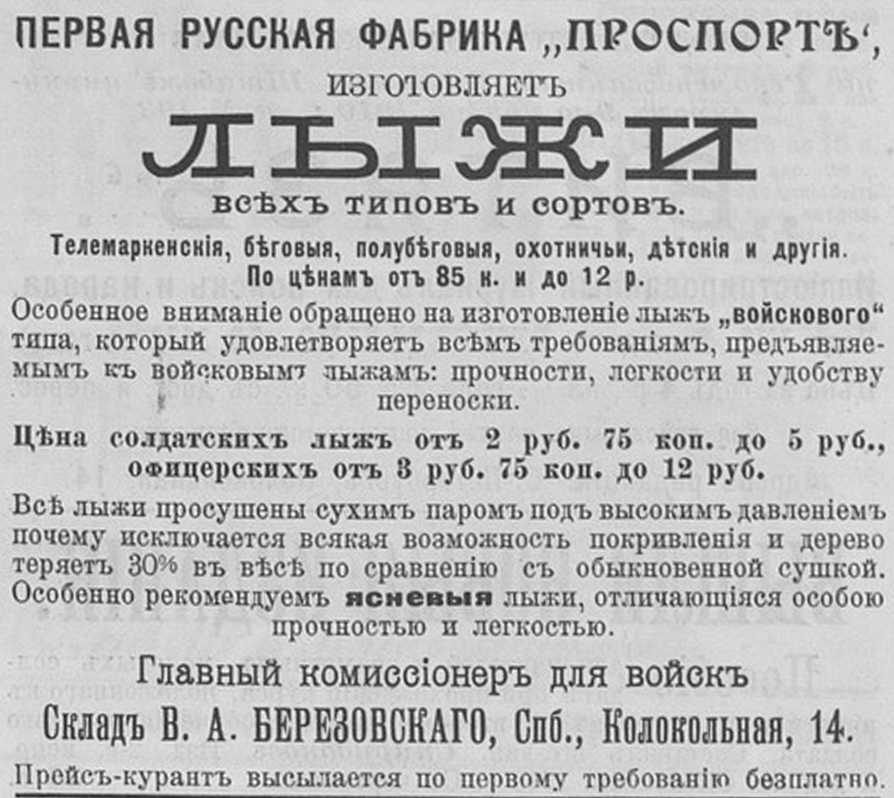 ПЕРВАЯ РУССКАЯ ФАБРИКА „ПРОСПОРТЪ‘,
ИЗГОТОВЛЯЕТЪ
ЛЫЖИ
всѣхъ типовъ и сортовъ.
Телемаркенскія, бѣговыя, полубѣговыя, охотничьи, дѣтскія и другія.
По цѣнамъ отъ 85 к. и до 12 р.
Особенное вниманіе обращено на изготовленіе лыжъ „войскового“
типа, который удовлетворяетъ всѣмъ требованіямъ, предъявляе-
мымъ къ войсковымъ лыжамъ: прочности, легкости и удобству
переноски.
Цѣна солдатскихъ лыжъ отъ 2 руб. 75 коп. до 5 руб.,
офицерскихъ отъ 3 руб. 75 коп. до 12 руб.
Всѣ лыжи просушены сухимъ паромъ подъ высокимъ давленіемъ
почему исключается всякая возможность покривленія и дерево
теряетъ 30% въ вѣсѣ по сравненію съ обыкновенной сушкой.
Особенно рекомендуемъ ясневыя лыжи, отличающіяся особою
прочностью и легкостью.
Главный комиссіонеръ для войскъ
Складъ В. А. БЕРЕЗОВСКАГО, Спб., Колокольная, 14.
Прейсъ-курантъ высылается по первому требованію безплатно.